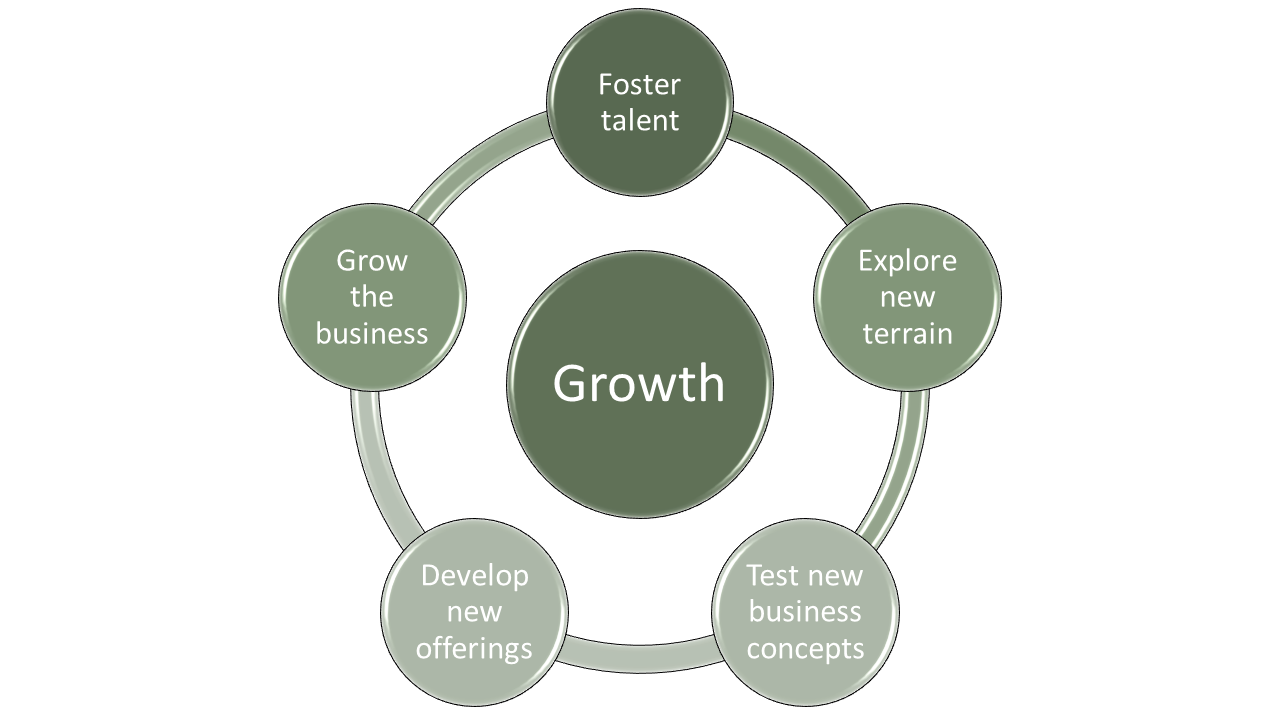 Foster
talent
Explore
new
terrain
Test new
business
concepts
Develop
new
offerings
Grow
the
business
Growth